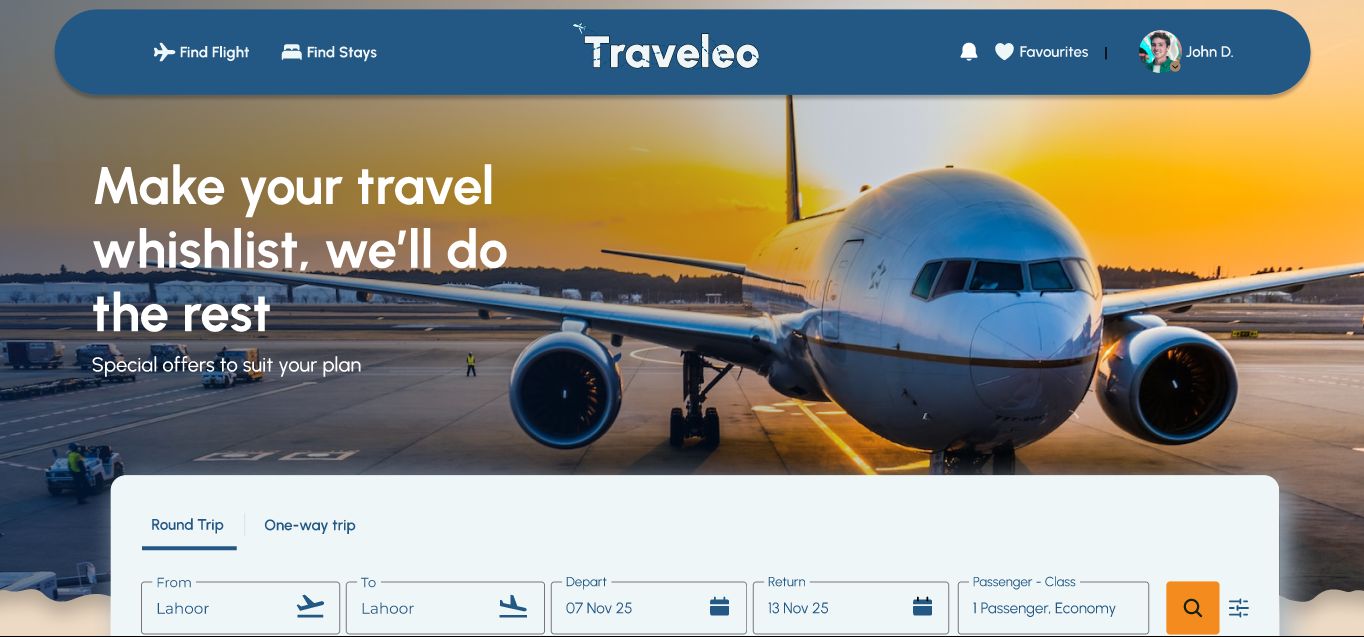 Find Flight
Find Stays
Traveleo
Favourites
|
John D.
Make your travel
whishlist, we'll do
the rest
Special offers to suit your plan
Round Trip
One-way trip
From
Lahoor
To
Lahoor
Depart
07 Nov 25
Return
13 Nov 25
Passenger - Class
1 Passenger, Economy